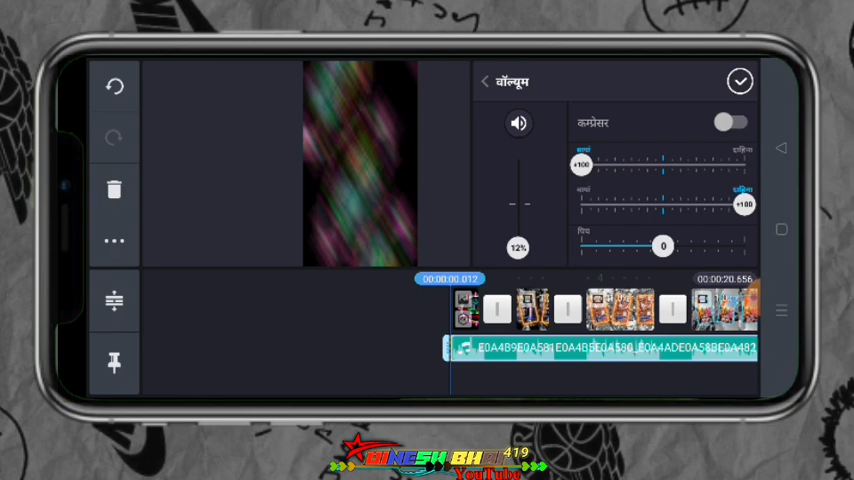 वॉल्यूम
कम्प्रेसर
बायां
दाहिना
+100
बायां
दाहिना
+100
पिच
0
12%
00:00:00.012
00:00:20.656
E0A4B9E0A581E0A4B5E0A580_E0A4ADE0A58BE0A482
DINESH BHAI 419
YouTube